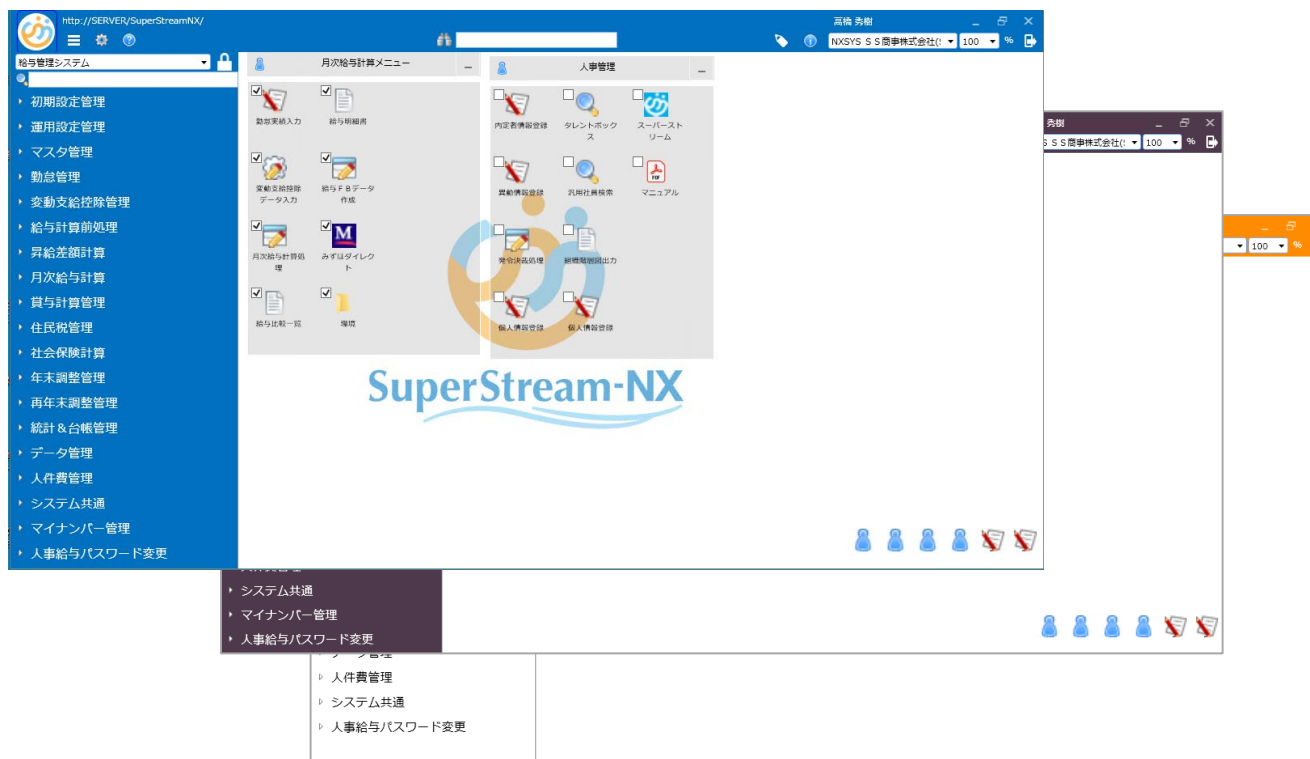 http://SERVER/SuperStreamNX/
高橋 秀樹
NXSYS ＳＳ商事株式会社(: 100 %
給与管理システム
初期設定管理
運用設定管理
マスタ管理
勤怠管理
変動支給控除管理
給与計算前処理
昇給差額計算
月次給与計算
賞与計算管理
住民税管理
社会保険計算
年末調整管理
再年末調整管理
統計＆台帳管理
データ管理
人件費管理
システム共通
マイナンバー管理
人事給与パスワード変更
月次給与計算メニュー
勤怠実績入力
給与明細書
変動支給控除
データ入力
給与ＦＢデータ
作成
月次給与計算処
理
M
みずほダイレク
ト
給与比較一覧
環境
人事管理
内定者情報登録
タレントボック
ス
スーパースト
リーム
異動情報登録
汎用社員検索
PDF
マニュアル
発令決裁処理
組織階層図出力
個人情報登録
個人情報登録
SuperStream-NX
秀樹
ＳＳ商事株式会社(: 100 %
システム共通
マイナンバー管理
人事給与パスワード変更
100 %
人件費管理
システム共通
人事給与パスワード変更